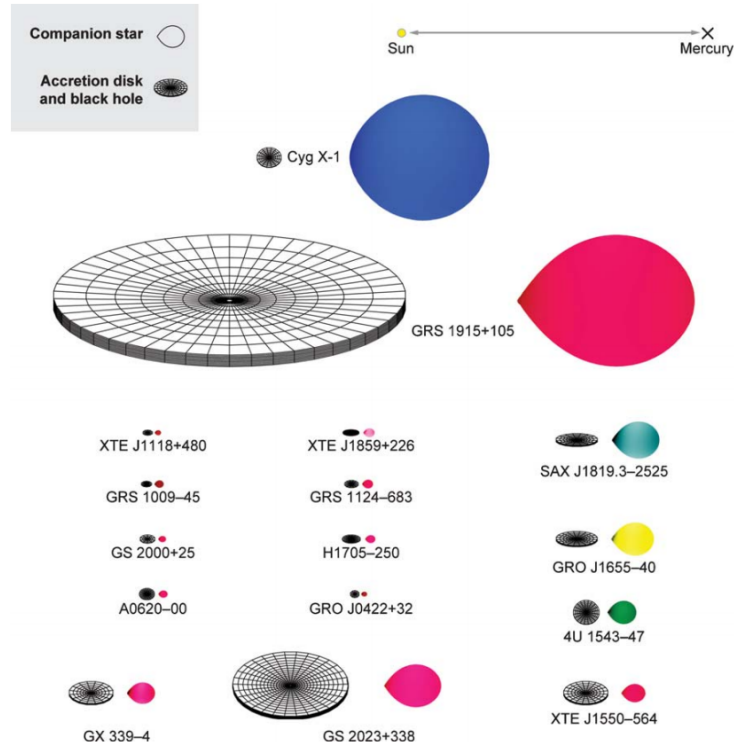 Companion star
Accretion disk
and black hole
Sun
Mercury
Cyg X-1
GRS 1915+105
XTE J1118+480
XTE J1859+226
SAX J1819.3–2525
GRS 1009–45
GRS 1124–683
GS 2000+25
H1705–250
GRO J1655–40
A0620–00
GRO J0422+32
4U 1543–47
GX 339–4
GS 2023+338
XTE J1550–564